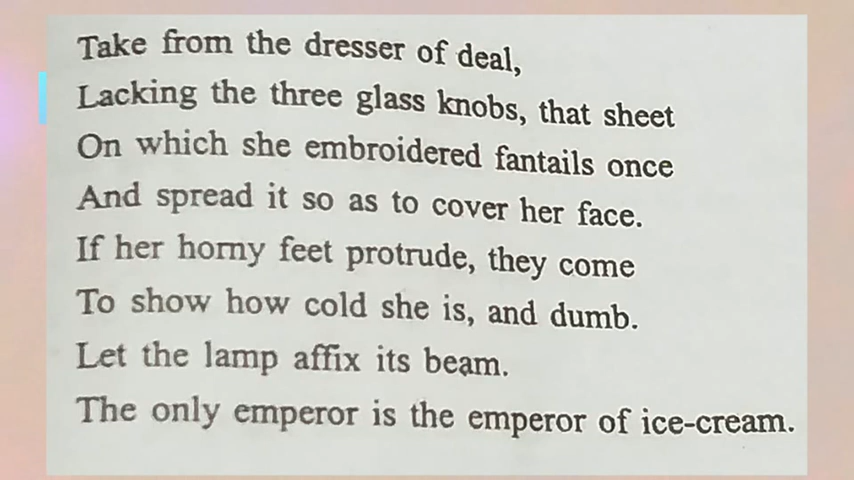 Take from the dresser of deal,
Lacking the three glass knobs, that sheet
On which she embroidered fantails once
And spread it so as to cover her face.
If her horny feet protrude, they come
To show how cold she is, and dumb.
Let the lamp affix its beam.
The only emperor is the emperor of ice-cream.